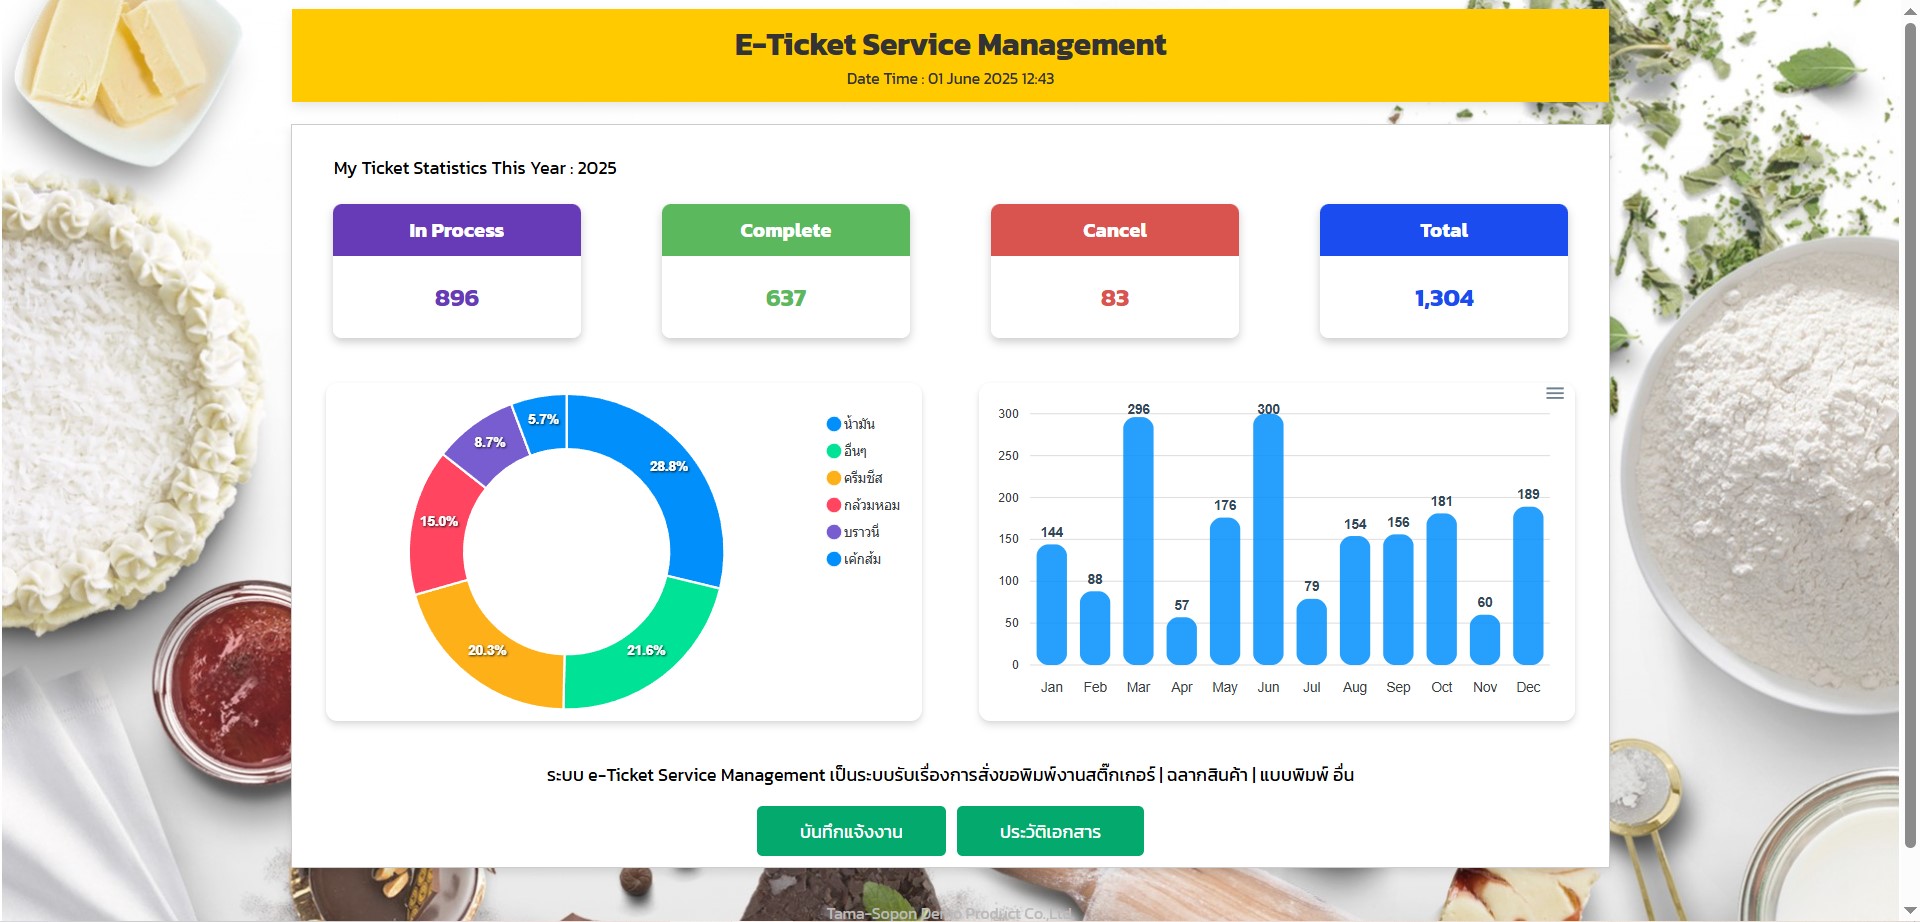 E-Ticket Service Management
Date Time : 01 June 2025 12:43
My Ticket Statistics This Year : 2025
In Process
896
Complete
637
Cancel
83
Total
1,304
28.8%
21.6%
20.3%
15.0%
8.7%
5.7%
น้ำมัน
อื่นๆ
ครีมชีส
กล้วมหอม
บราวนี่
เค้กส้ม
300
250
200
150
100
50
0
144
88
296
57
176
300
79
154
156
181
60
189
Jan Feb Mar Apr May Jun Jul Aug Sep Oct Nov Dec
ระบบ e-Ticket Service Management เป็นระบบรับเรื่องการสั่งขอพิมพ์งานสติ๊กเกอร์ | ฉลากสินค้า | แบบพิมพ์ อื่น
บันทึกแจ้งงาน
ประวัติเอกสาร
Tama-Sopon Demo Product Co.,Ltd